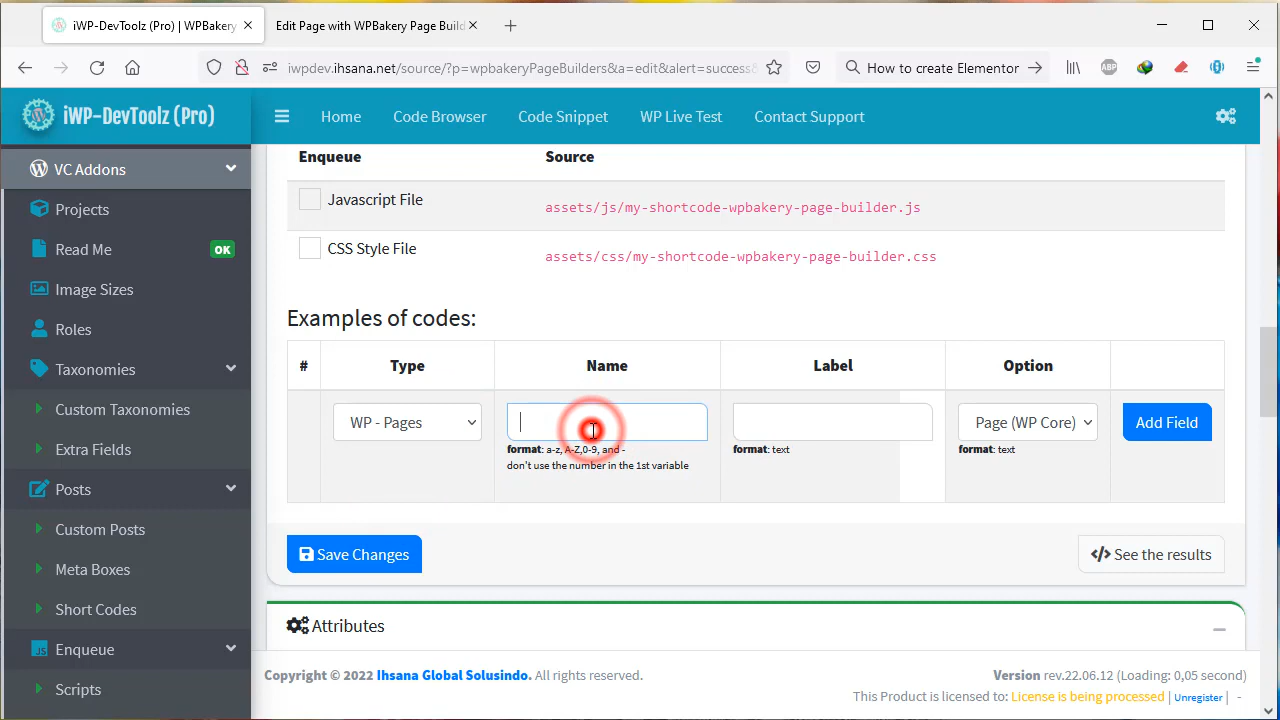 iWP-DevToolz (Pro) | WPBakery
Edit Page with WPBakery Page Build
iwpdev.ihsana.net/source/?p=wpbakeryPageBuilders&a=edit&alert=success&
How to create Elementor
ABP
iWP-DevToolz (Pro)
Home
Code Browser
Code Snippet
WP Live Test
Contact Support
VC Addons
Projects
Read Me
OK
Image Sizes
Roles
Taxonomies
Custom Taxonomies
Extra Fields
Posts
Custom Posts
Meta Boxes
Short Codes
JS
Enqueue
Scripts
Enqueue
Source
Javascript File
assets/js/my-shortcode-wpbakery-page-builder.js
CSS Style File
assets/css/my-shortcode-wpbakery-page-builder.css
Examples of codes:
#
Type
Name
Label
Option
WP - Pages
Page (WP Core)
Add Field
format: a-z, A-Z,0-9, and -
don't use the number in the 1st variable
format: text
format: text
Save Changes
</> See the results
Attributes
Copyright © 2022 Ihsana Global Solusindo. All rights reserved.
Version rev.22.06.12 (Loading: 0,05 second)
This Product is licensed to: License is being processed | Unregister | -